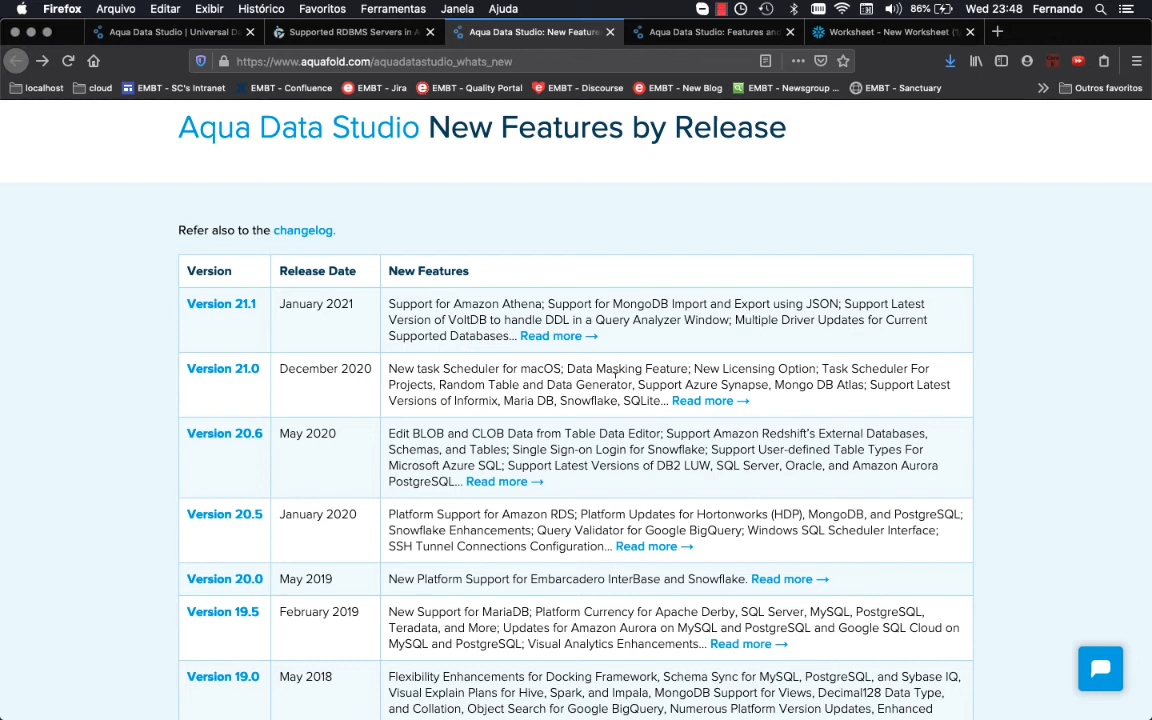 Firefox Arquivo Editar Exibir Histórico Favoritos Ferramentas Janela Ajuda 86% Wed 23:48 Fernando
Aqua Data Studio | Universal Da Supported RDBMS Servers in A Aqua Data Studio: New Feature Aqua Data Studio: Features and Worksheet - New Worksheet (1)
https://www.aquafold.com/aquadatastudio_whats_new
localhost cloud EMBT - SC's Intranet EMBT - Confluence EMBT - Jira EMBT - Quality Portal EMBT - Discourse EMBT - New Blog EMBT - Newsgroup ... EMBT - Sanctuary Outros favoritos
Aqua Data Studio New Features by Release
Refer also to the changelog.
Version Release Date New Features
Version 21.1 January 2021 Support for Amazon Athena; Support for MongoDB Import and Export using JSON; Support Latest
Version of VoltDB to handle DDL in a Query Analyzer Window; Multiple Driver Updates for Current
Supported Databases... Read more →
Version 21.0 December 2020 New task Scheduler for macOS; Data Masking Feature; New Licensing Option; Task Scheduler For
Projects, Random Table and Data Generator, Support Azure Synapse, Mongo DB Atlas; Support Latest
Versions of Informix, Maria DB, Snowflake, SQLite... Read more →
Version 20.6 May 2020 Edit BLOB and CLOB Data from Table Data Editor; Support Amazon Redshift's External Databases,
Schemas, and Tables; Single Sign-on Login for Snowflake; Support User-defined Table Types For
Microsoft Azure SQL; Support Latest Versions of DB2 LUW, SQL Server, Oracle, and Amazon Aurora
PostgreSQL... Read more →
Version 20.5 January 2020 Platform Support for Amazon RDS; Platform Updates for Hortonworks (HDP), MongoDB, and PostgreSQL;
Snowflake Enhancements; Query Validator for Google BigQuery; Windows SQL Scheduler Interface;
SSH Tunnel Connections Configuration... Read more →
Version 20.0 May 2019 New Platform Support for Embarcadero InterBase and Snowflake. Read more →
Version 19.5 February 2019 New Support for MariaDB; Platform Currency for Apache Derby, SQL Server, MySQL, PostgreSQL,
Teradata, and More; Updates for Amazon Aurora on MySQL and PostgreSQL and Google SQL Cloud on
MySQL and PostgreSQL; Visual Analytics Enhancements... Read more →
Version 19.0 May 2018 Flexibility Enhancements for Docking Framework, Schema Sync for MySQL, PostgreSQL, and Sybase IQ,
Visual Explain Plans for Hive, Spark, and Impala, MongoDB Support for Views, Decimal128 Data Type,
and Collation, Object Search for Google BigQuery, Numerous Platform Version Updates, Enhanced